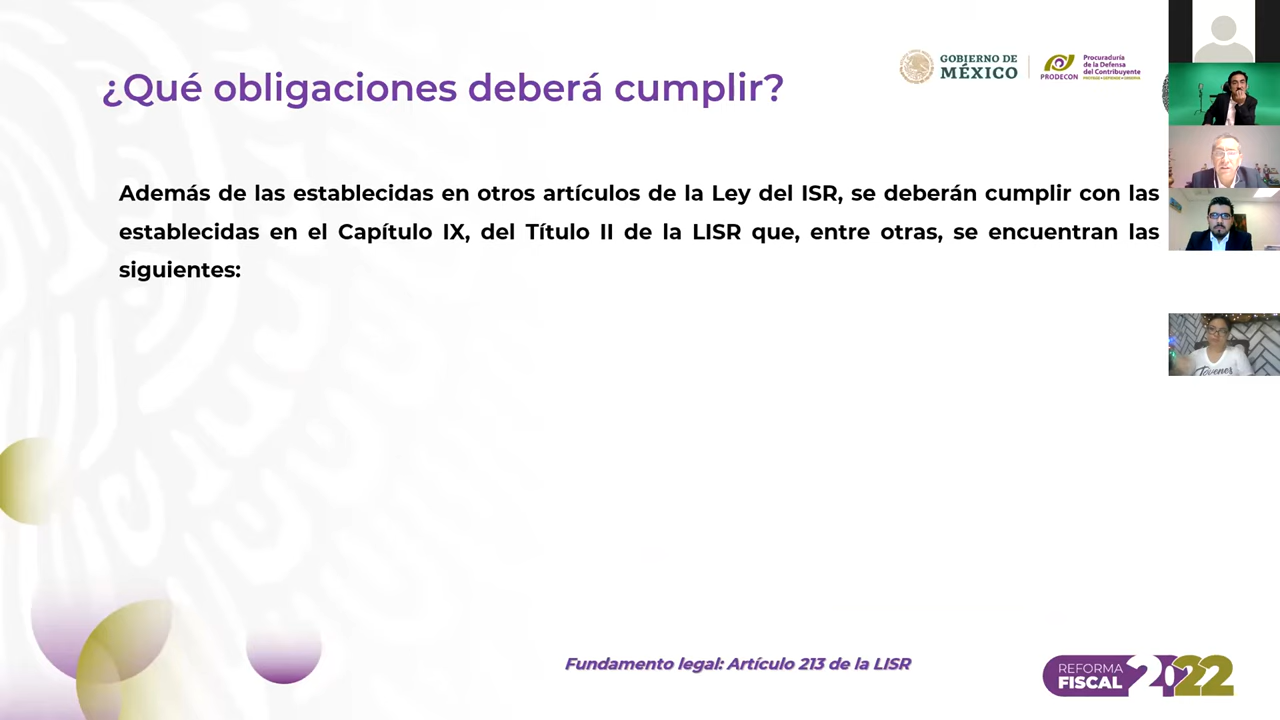 ¿Qué obligaciones deberá cumplir?
GOBIERNO DE
MÉXICO
PRODECON
Procuraduría
de la Defensa
del Contribuyente
Además de las establecidas en otros artículos de la Ley del ISR, se deberán cumplir con las
establecidas en el Capítulo IX, del Título II de la LISR que, entre otras, se encuentran las
siguientes:
Fundamento legal: Artículo 213 de la LISR
REFORMA
FISCAL
2022